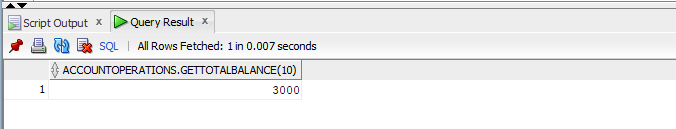 Script Output x Query Result x
SQL | All Rows Fetched: 1 in 0.007 seconds
ACCOUNTOPERATIONS.GETTOTALBALANCE(10)
1 3000